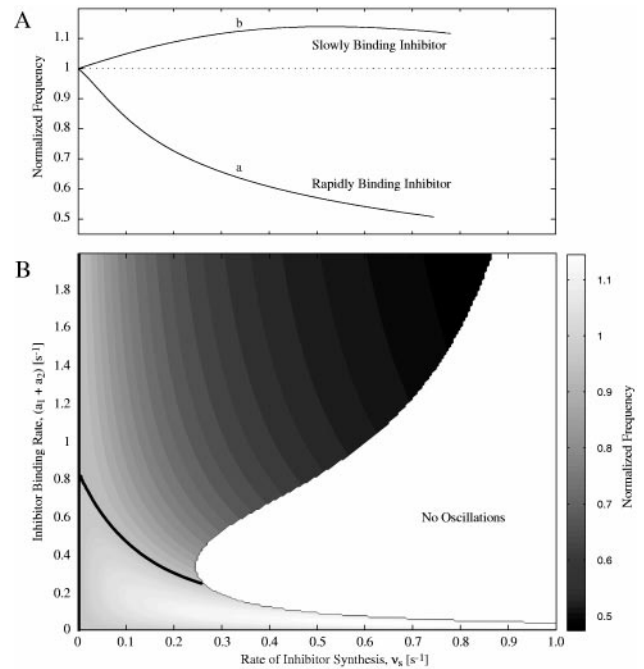 A
b
1.1
Slowly Binding Inhibitor
1
0.9
0.8
0.7
a
0.6
Rapidly Binding Inhibitor
0.5
Normalized Frequency
B
1.8
1.6
1.4
1.2
1
0.8
0.6
0.4
0.2
0
Inhibitor Binding Rate, (a₁ + a₂) [s⁻¹]
No Oscillations
0 0.1 0.2 0.3 0.4 0.5 0.6 0.7 0.8 0.9 1.0
Rate of Inhibitor Synthesis, νₛ [s⁻¹]
1.1
1
0.9
0.8
0.7
0.6
0.5
Normalized Frequency